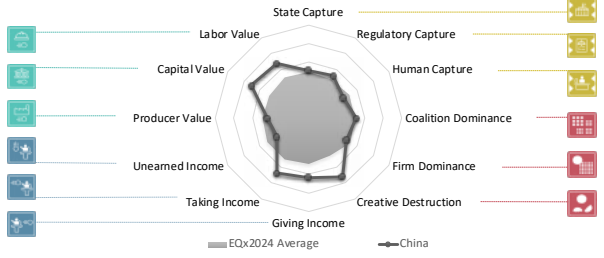 State Capture
Labor Value
Regulatory Capture
Capital Value
Human Capture
Producer Value
Coalition Dominance
Unearned Income
Firm Dominance
Taking Income
Creative Destruction
Giving Income
EQx2024 Average
China